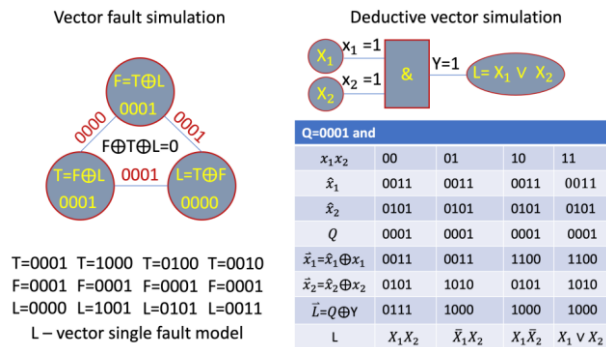 Vector fault simulation
F=T⊕L
0001
0000
0001
F⊕T⊕L=0
T=F⊕L
0001
0001
L=T⊕F
0000
T=0001 T=1000 T=0100 T=0010
F=0001 F=0001 F=0001 F=0001
L=0000 L=1001 L=0101 L=0011
L – vector single fault model
Deductive vector simulation
X₁ x₁ =1
X₂ x₂ =1
&
Y=1
L= X₁ ∨ X₂
Q=0001 and
x₁x₂ 00 01 10 11
x̂₁ 0011 0011 0011 0011
x̂₂ 0101 0101 0101 0101
Q 0001 0001 0001 0001
x⃗₁=x̂₁⊕x₁ 0011 0011 1100 1100
x⃗₂=x̂₂⊕x₂ 0101 1010 0101 1010
L⃗=Q⊕Y 0111 1000 1000 1000
L X₁X₂ X̄₁X₂ X₁X̄₂ X₁ ∨ X₂